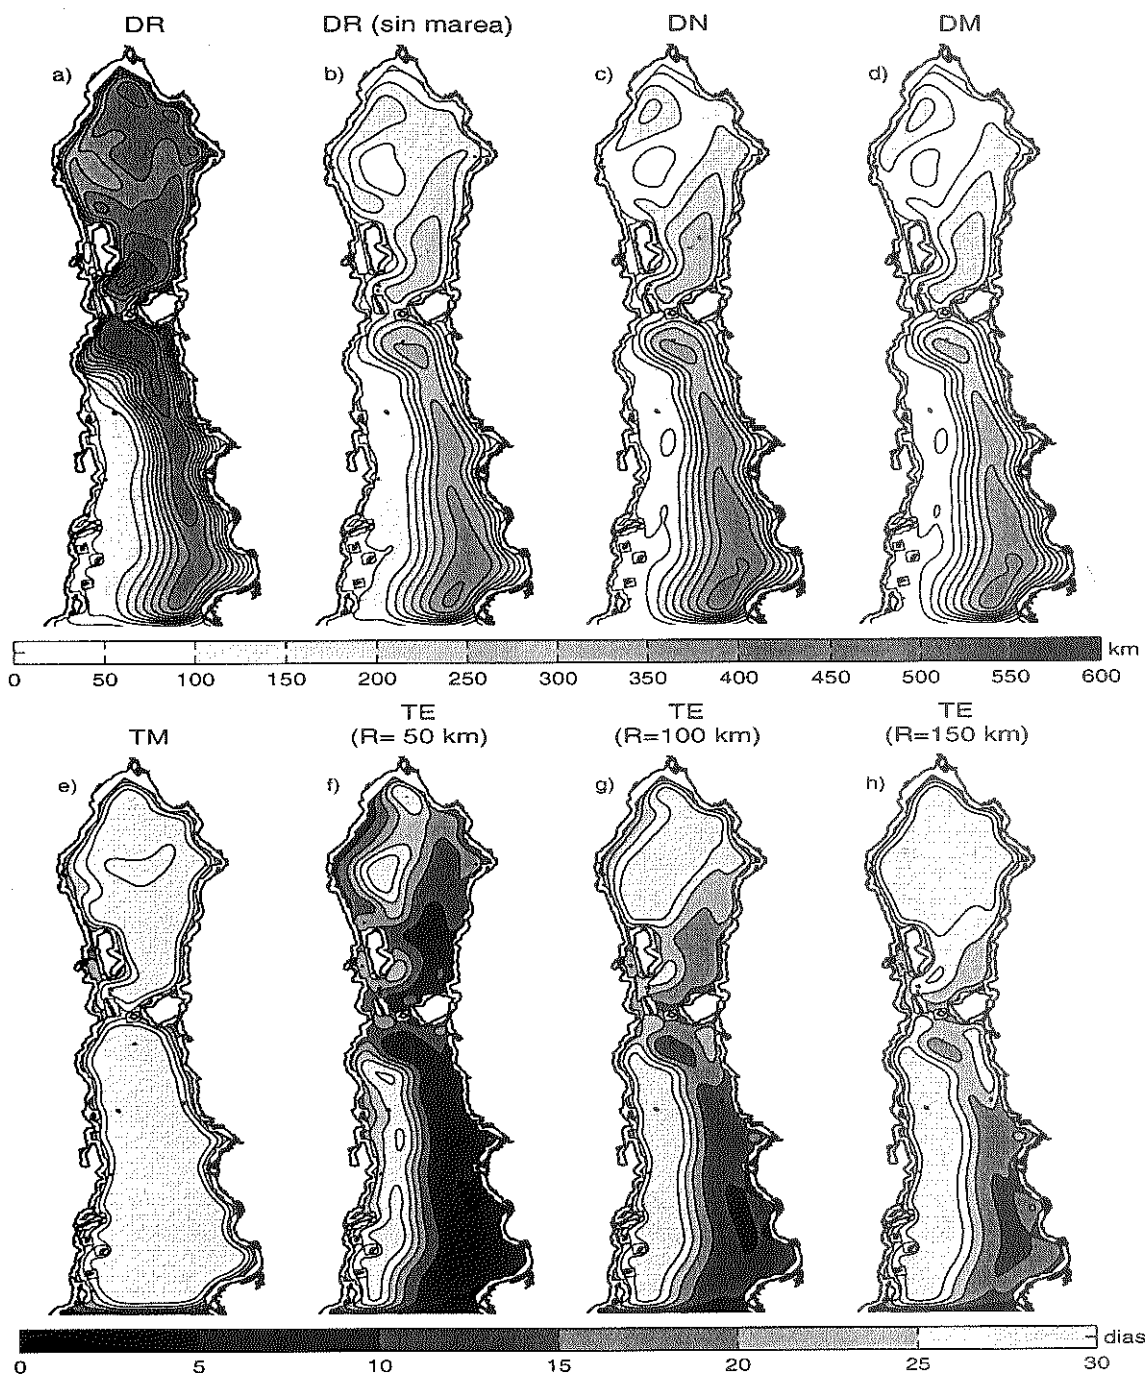 DR
DR (sin marea)
DN
DM
a)
b)
c)
d)
km
0 50 100 150 200 250 300 350 400 450 500 550 600
TM
TE
(R= 50 km)
TE
(R=100 km)
TE
(R=150 km)
e)
f)
g)
h)
dias
0 5 10 15 20 25 30